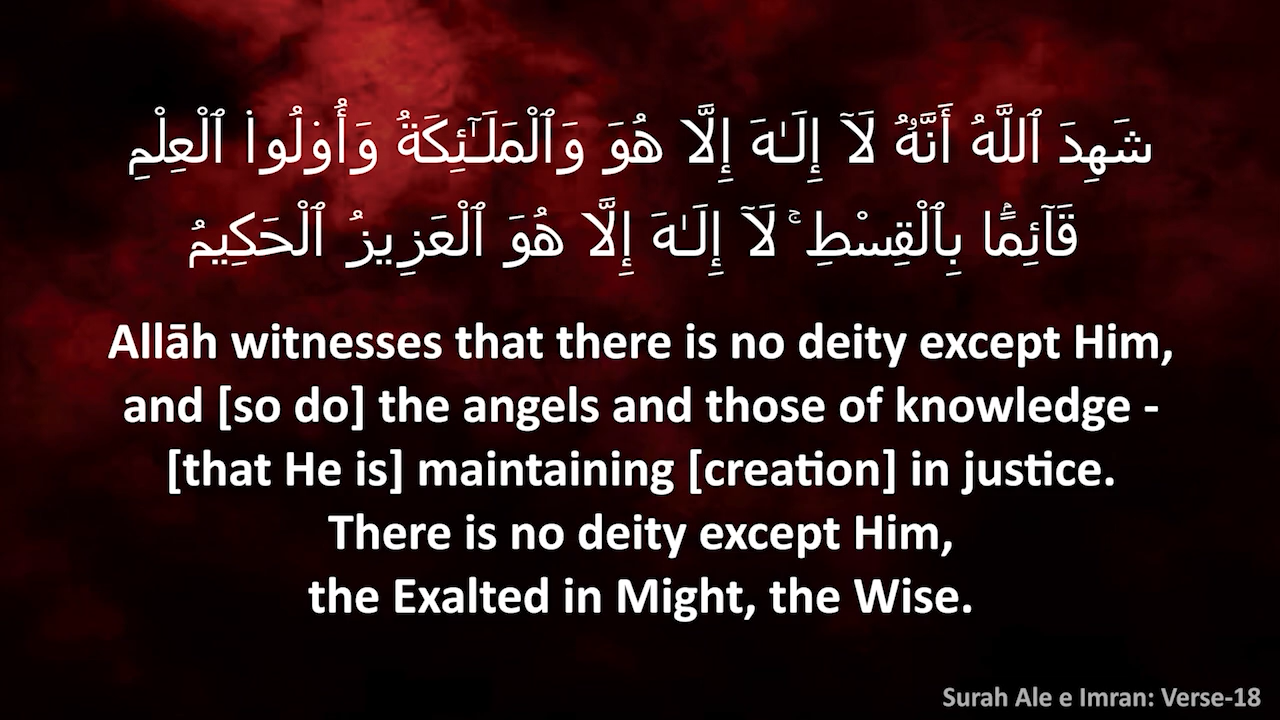 شَهِدَ ٱللَّهُ أَنَّهُۥ لَآ إِلَـٰهَ إِلَّا هُوَ وَٱلْمَلَـٰٓئِكَةُ وَأُو۟لُوا۟ ٱلْعِلْمِ
قَآئِمًۢا بِٱلْقِسْطِ ۚ لَآ إِلَـٰهَ إِلَّا هُوَ ٱلْعَزِيزُ ٱلْحَكِيمُ
Allāh witnesses that there is no deity except Him,
and [so do] the angels and those of knowledge -
[that He is] maintaining [creation] in justice.
There is no deity except Him,
the Exalted in Might, the Wise.
Surah Ale e Imran: Verse-18